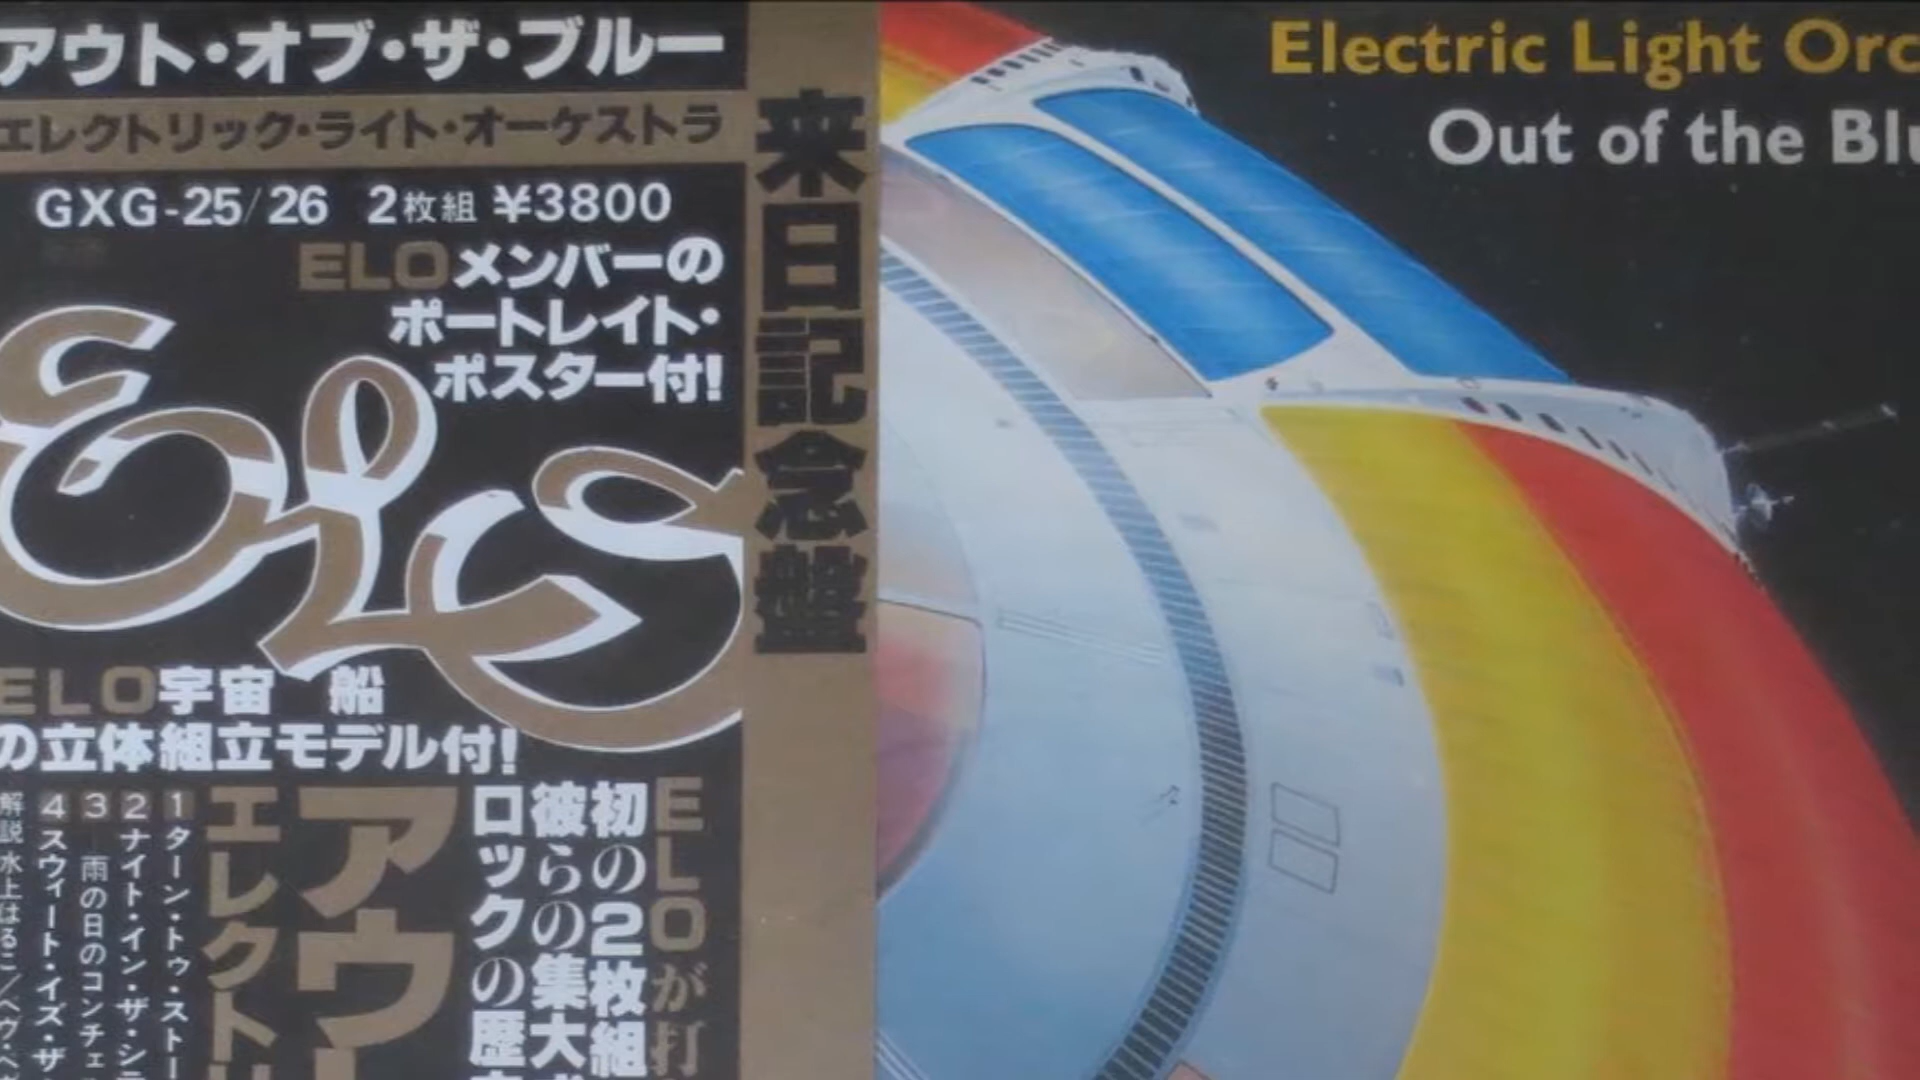 アウト・オブ・ザ・ブルー
エレクトリック・ライト・オーケストラ
GXG-25/26 2枚組 ¥3800
ELOメンバーの
ポートレイト・
ポスター付!
ELO
ELO宇宙 船
の立体組立モデル付!
来日記念盤
ELOが打
初の2枚組
彼らの集大
ロックの歴
アウ
エレクトリ
1ターン・トゥ・ストー
2ナイト・イン・ザ・シ
3 雨の日のコンチェ
4スウィート・イズ・ザ
解説 水上はるこ/ベヴ・ベ
Electric Light Orc
Out of the Blu